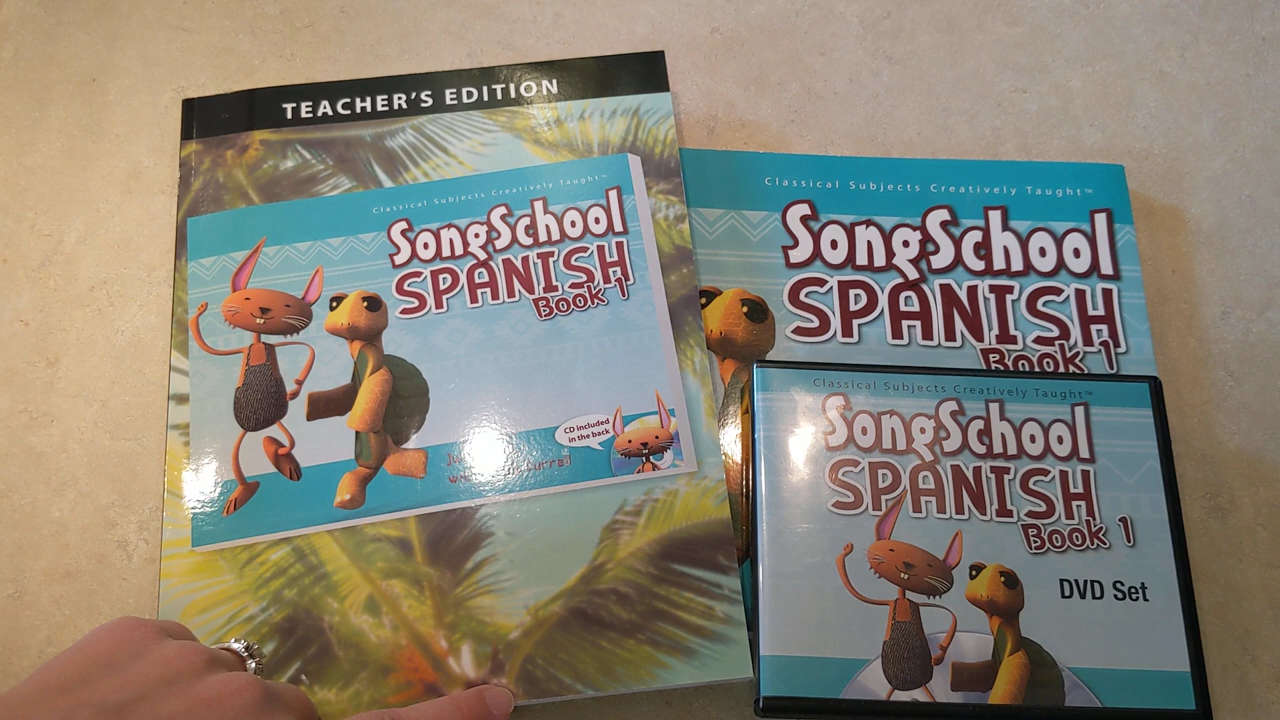 TEACHER'S EDITION
Classical Subjects Creatively Taught™
SongSchool
SPANISH
Book 1
CD included
in the back
Classical Subjects Creatively Taught™
SongSchool
SPANISH
Book 1
Classical Subjects Creatively Taught™
SongSchool
SPANISH
Book 1
DVD Set